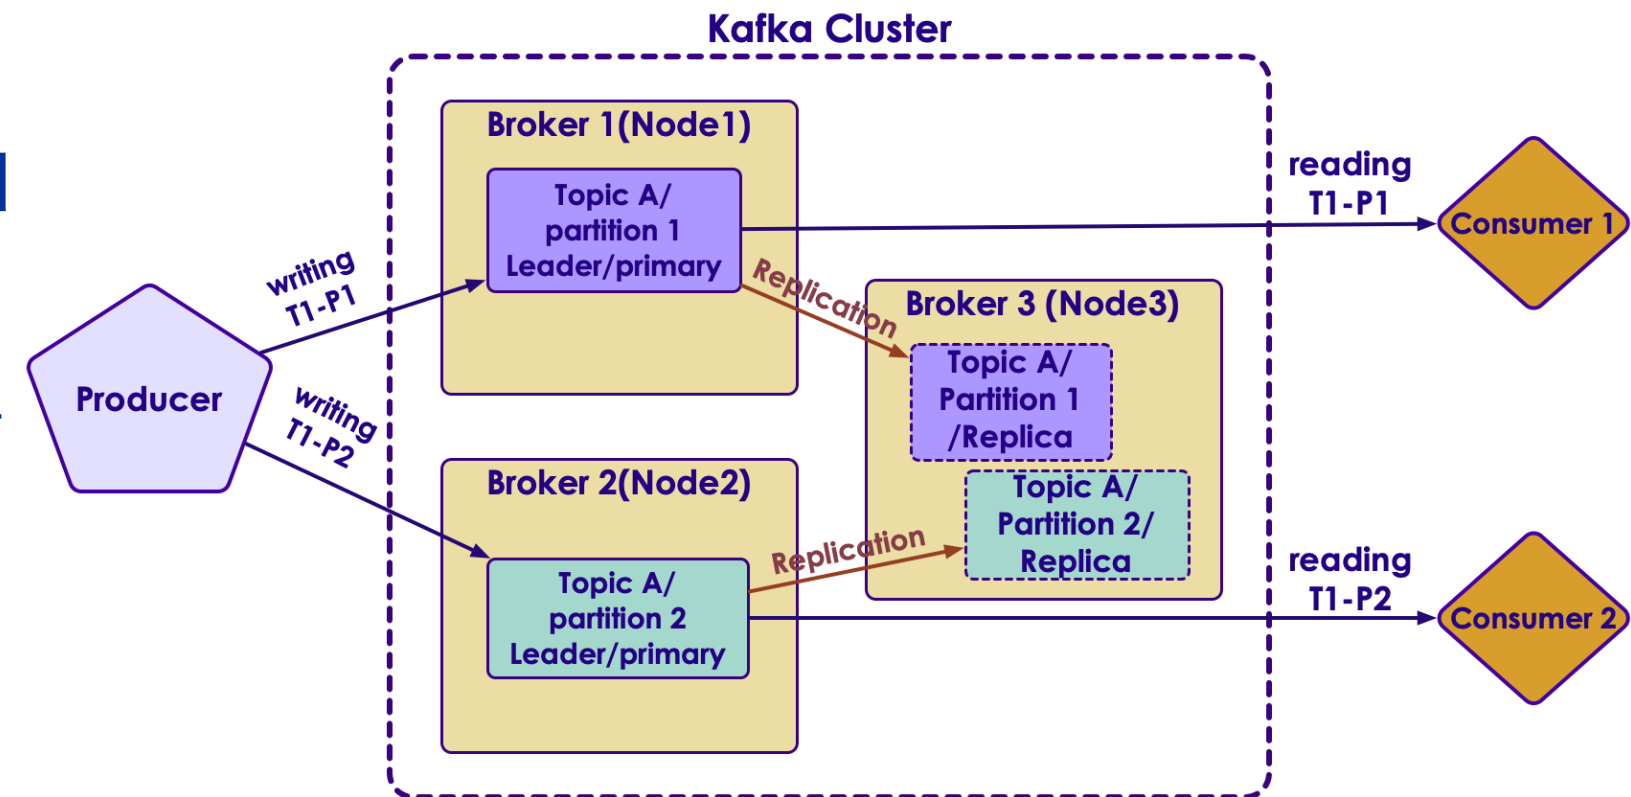 Kafka Cluster
Broker 1(Node1)
Topic A/
partition 1
Leader/primary
writing
T1-P1
Producer
writing
T1-P2
Replication
reading
T1-P1
Consumer 1
Broker 3 (Node3)
Topic A/
Partition 1
/Replica
Topic A/
Partition 2/
Replica
Broker 2(Node2)
Topic A/
partition 2
Leader/primary
Replication
reading
T1-P2
Consumer 2